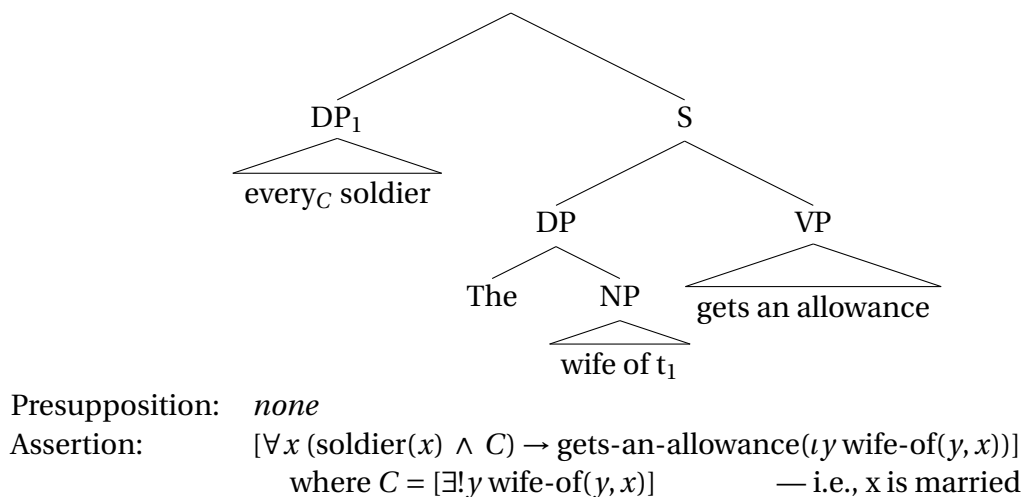 DP₁ S
every_C soldier
DP VP
The NP gets an allowance
wife of t₁
Presupposition: none
Assertion: [∀x (soldier(x) ∧ C) → gets-an-allowance(ιy wife-of(y, x))]
where C = [∃!y wife-of(y, x)] — i.e., x is married